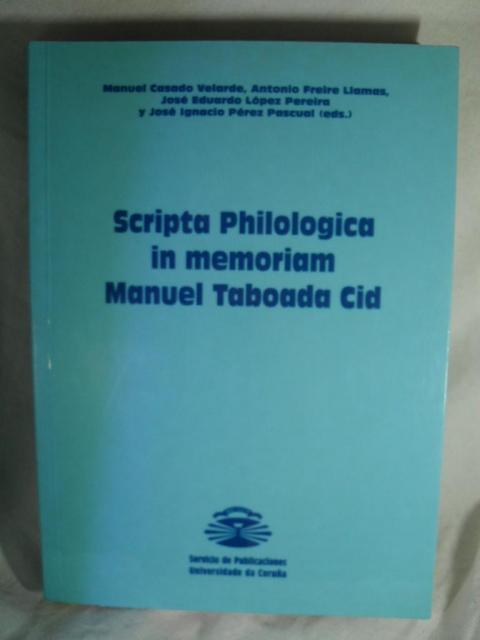 Manuel Casado Velarde, Antonio Freire Llamas,
José Eduardo López Pereira
y José Ignacio Pérez Pascual (eds.)
Scripta Philologica
in memoriam
Manuel Taboada Cid
Servicio de Publicaciones
Universidade da Coruña